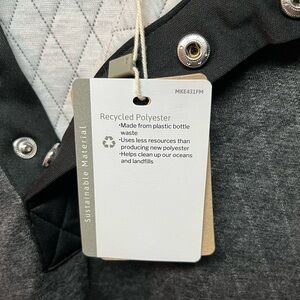 MKE431FM
Recycled Polyester
•Made from plastic bottle
waste
•Uses less resources than
producing new polyester
•Helps clean up our oceans
and landfills
Sustainable Material